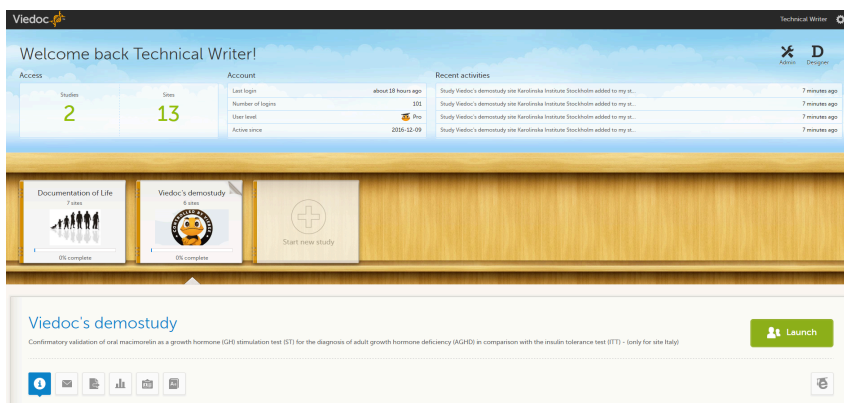 Viedoc
Technical Writer
Welcome back Technical Writer!
Admin
D
Designer
Access
Account
Recent activities
Studies
Sites
2
13
Last login about 18 hours ago
Number of logins 101
User level Pro
Active since 2016-12-09
Study Viedoc's demostudy site Karolinska Institute Stockholm added to my st... 7 minutes ago
Study Viedoc's demostudy site Karolinska Institute Stockholm added to my st... 7 minutes ago
Study Viedoc's demostudy site Karolinska Institute Stockholm added to my st... 7 minutes ago
Study Viedoc's demostudy site Karolinska Institute Stockholm added to my st... 7 minutes ago
Documentation of Life
7 sites
0% complete
Viedoc's demostudy
6 sites
0% complete
Start new study
Viedoc's demostudy
Launch
Confirmatory validation of oral macimorelin as a growth hormone (GH) stimulation test (ST) for the diagnosis of adult growth hormone deficiency (AGHD) in comparison with the insulin tolerance test (ITT) - (only for site Italy)